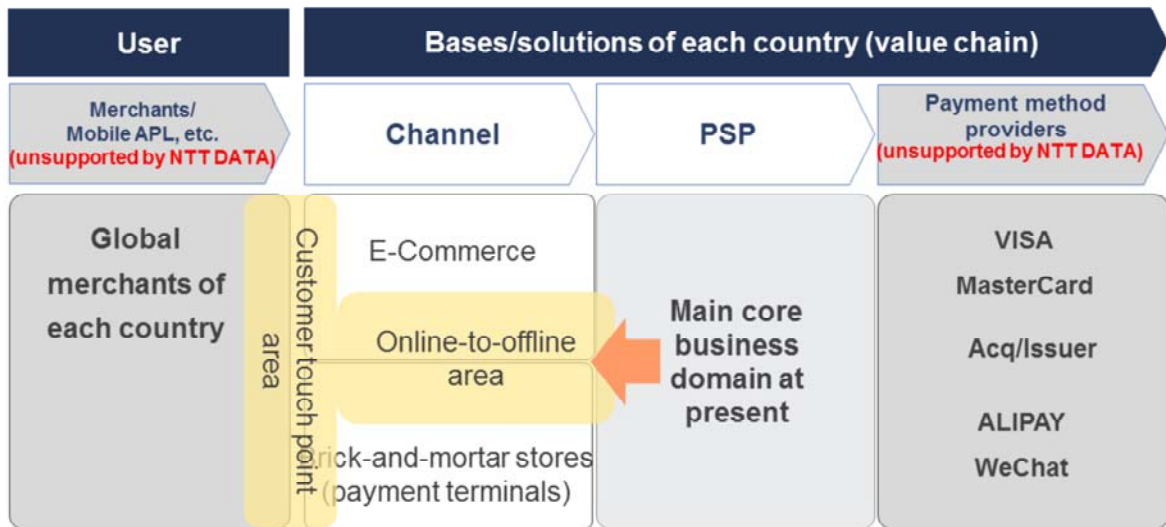 User
Bases/solutions of each country (value chain)
Merchants/
Mobile APL, etc.
(unsupported by NTT DATA)
Channel
PSP
Payment method
providers
(unsupported by NTT DATA)
Global
merchants of
each country
Customer touch point
area
E-Commerce
Online-to-offline
area
Brick-and-mortar stores
(payment terminals)
Main core
business
domain at
present
VISA
MasterCard
Acq/Issuer
ALIPAY
WeChat